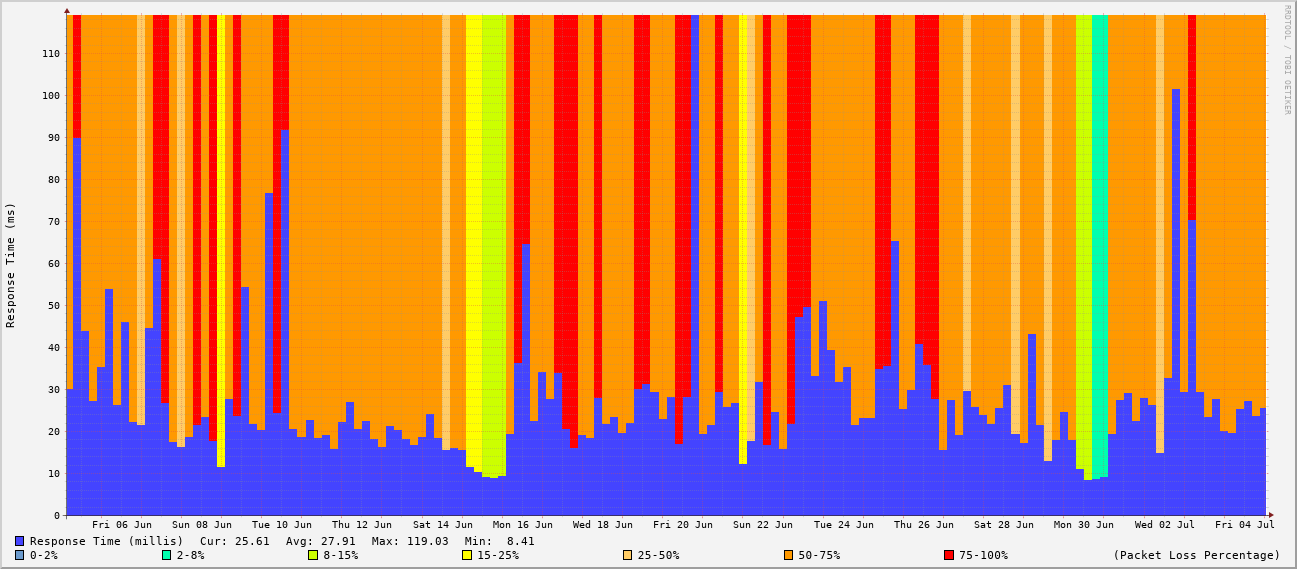 RRDTOOL / TOBI OETIKER
Response Time (ms)
110
100
90
80
70
60
50
40
30
20
10
0
Fri 06 Jun Sun 08 Jun Tue 10 Jun Thu 12 Jun Sat 14 Jun Mon 16 Jun Wed 18 Jun Fri 20 Jun Sun 22 Jun Tue 24 Jun Thu 26 Jun Sat 28 Jun Mon 30 Jun Wed 02 Jul Fri 04 Jul
Response Time (millis) Cur: 25.61 Avg: 27.91 Max: 119.03 Min: 8.41
0-2% 2-8% 8-15% 15-25% 25-50% 50-75% 75-100% (Packet Loss Percentage)